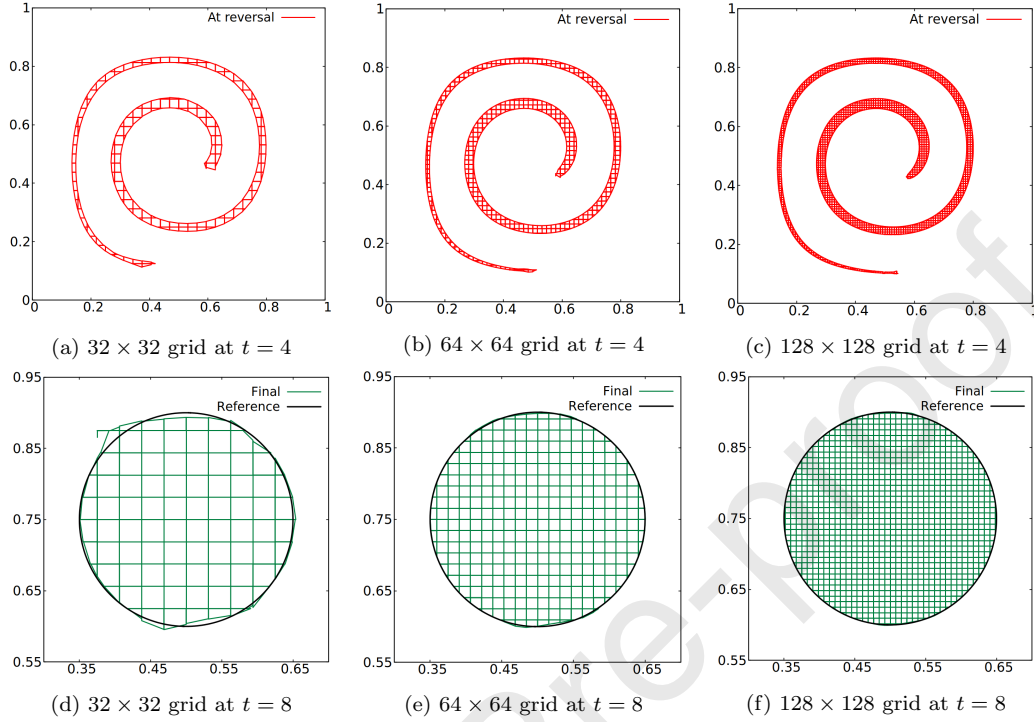 At reversal
At reversal
At reversal
1
0.8
0.6
0.4
0.2
0
0 0.2 0.4 0.6 0.8 1
1
0.8
0.6
0.4
0.2
0
0 0.2 0.4 0.6 0.8 1
1
0.8
0.6
0.4
0.2
0
0 0.2 0.4 0.6 0.8 1
(a) 32 × 32 grid at t = 4
(b) 64 × 64 grid at t = 4
(c) 128 × 128 grid at t = 4
0.95
0.85
0.75
0.65
0.55
0.35 0.45 0.55 0.65
Final
Reference
0.95
0.85
0.75
0.65
0.55
0.35 0.45 0.55 0.65
Final
Reference
0.95
0.85
0.75
0.65
0.55
0.35 0.45 0.55 0.65
Final
Reference
(d) 32 × 32 grid at t = 8
(e) 64 × 64 grid at t = 8
(f) 128 × 128 grid at t = 8
Pre-proof